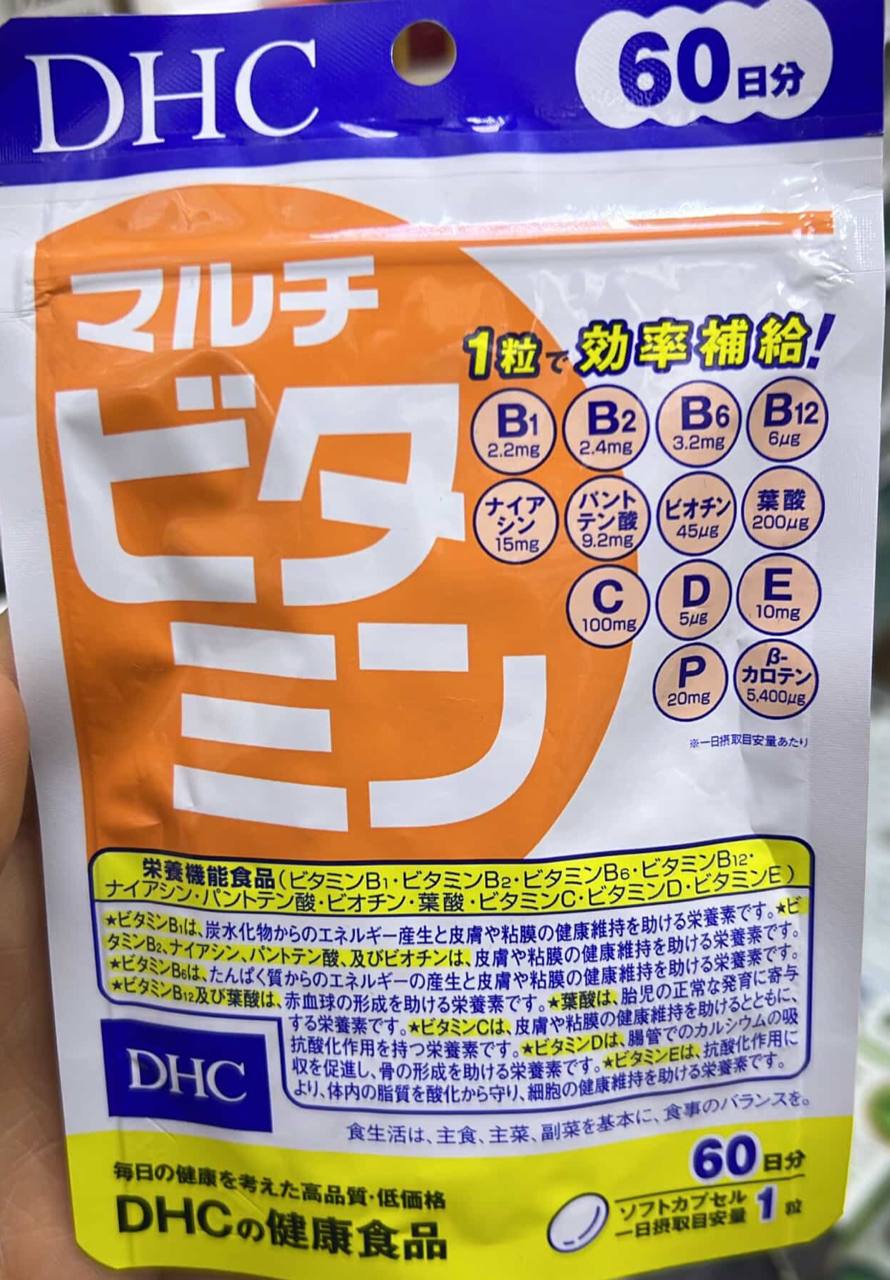 DHC
60日分
マルチ
ビタ
ミン
1粒で効率補給!
B1
2.2mg
B2
2.4mg
B6
3.2mg
B12
6μg
ナイア
シン
15mg
パント
テン酸
9.2mg
ビオチン
45μg
葉酸
200μg
C
100mg
D
5μg
E
10mg
P
20mg
β-
カロテン
5,400μg
※一日摂取目安量あたり
栄養機能食品(ビタミンB1・ビタミンB2・ビタミンB6・ビタミンB12・
ナイアシン・パントテン酸・ビオチン・葉酸・ビタミンC・ビタミンD・ビタミンE)
★ビタミンB1は、炭水化物からのエネルギー産生と皮膚や粘膜の健康維持を助ける栄養素です。★ビ
タミンB2、ナイアシン、パントテン酸、及びビオチンは、皮膚や粘膜の健康維持を助ける栄養素です。
★ビタミンB6は、たんぱく質からのエネルギーの産生と皮膚や粘膜の健康維持を助ける栄養素です。
★ビタミンB12及び葉酸は、赤血球の形成を助ける栄養素です。★葉酸は、胎児の正常な発育に寄与
する栄養素です。★ビタミンCは、皮膚や粘膜の健康維持を助けるとともに、
抗酸化作用を持つ栄養素です。★ビタミンDは、腸管でのカルシウムの吸
収を促進し、骨の形成を助ける栄養素です。★ビタミンEは、抗酸化作用に
より、体内の脂質を酸化から守り、細胞の健康維持を助ける栄養素です。
DHC
食生活は、主食、主菜、副菜を基本に、食事のバランスを。
毎日の健康を考えた高品質・低価格
DHCの健康食品
60日分
ソフトカプセル
一日摂取目安量 1粒